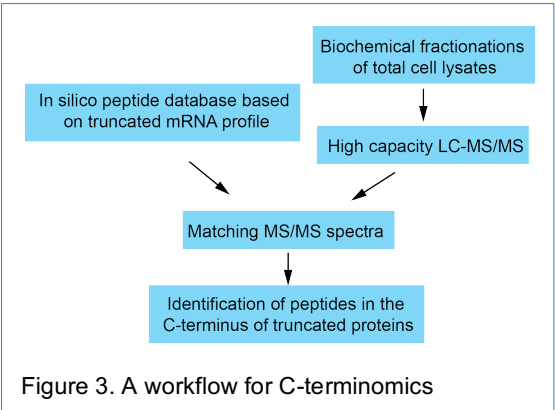 Biochemical fractionations
of total cell lysates
In silico peptide database based
on truncated mRNA profile
High capacity LC-MS/MS
Matching MS/MS spectra
Identification of peptides in the
C-terminus of truncated proteins
Figure 3. A workflow for C-terminomics